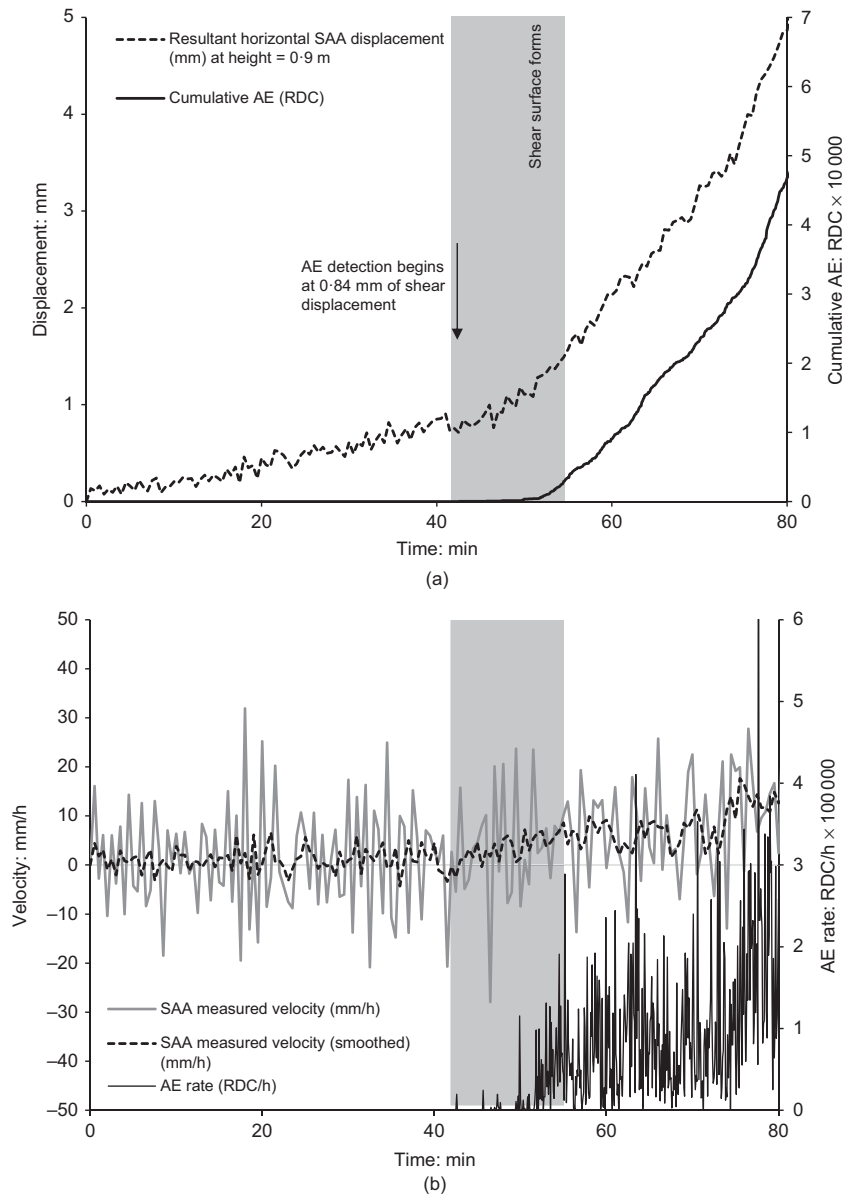 5
4
3
2
1
0
Displacement: mm
Resultant horizontal SAA displacement
(mm) at height = 0·9 m
Cumulative AE (RDC)
AE detection begins
at 0·84 mm of shear
displacement
Shear surface forms
7
6
5
4
3
2
1
0
Cumulative AE: RDC × 10 000
0 20 40 60 80
Time: min
(a)
50
40
30
20
10
0
–10
–20
–30
–40
–50
Velocity: mm/h
SAA measured velocity (mm/h)
SAA measured velocity (smoothed)
(mm/h)
AE rate (RDC/h)
6
5
4
3
2
1
0
AE rate: RDC/h × 100 000
0 20 40 60 80
Time: min
(b)